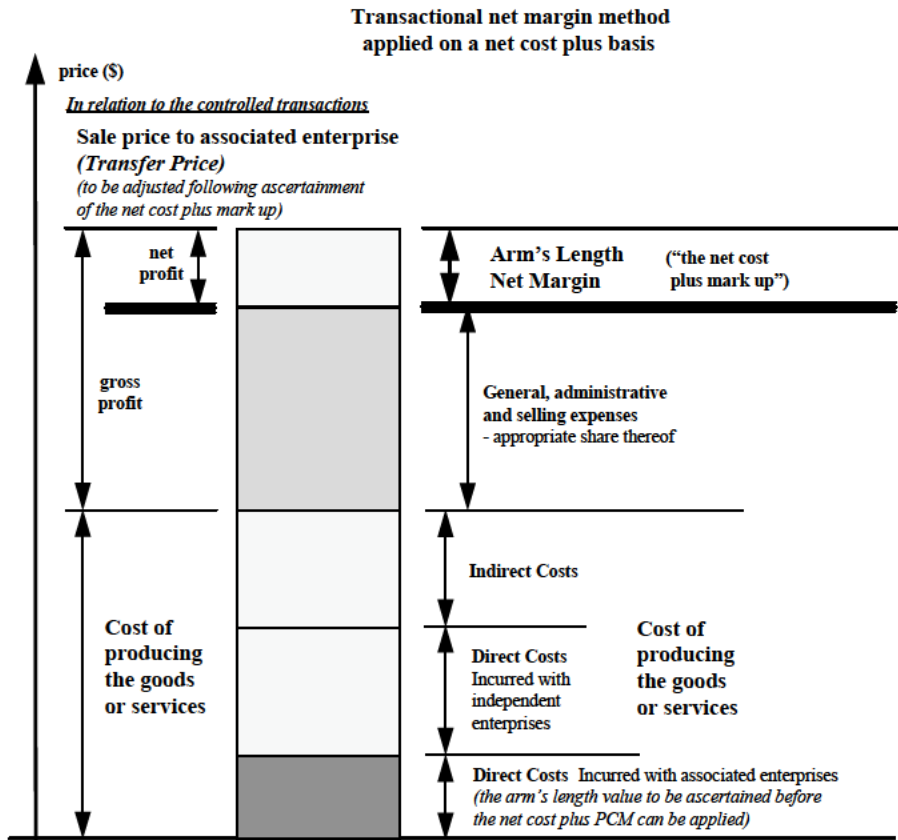 Transactional net margin method
applied on a net cost plus basis
price ($)
In relation to the controlled transactions
Sale price to associated enterprise
(Transfer Price)
(to be adjusted following ascertainment
of the net cost plus mark up)
net
profit
Arm's Length
Net Margin
("the net cost
plus mark up")
gross
profit
General, administrative
and selling expenses
- appropriate share thereof
Indirect Costs
Cost of
producing
the goods
or services
Direct Costs
Incurred with
independent
enterprises
Cost of
producing
the goods
or services
Direct Costs Incurred with associated enterprises
(the arm's length value to be ascertained before
the net cost plus PCM can be applied)